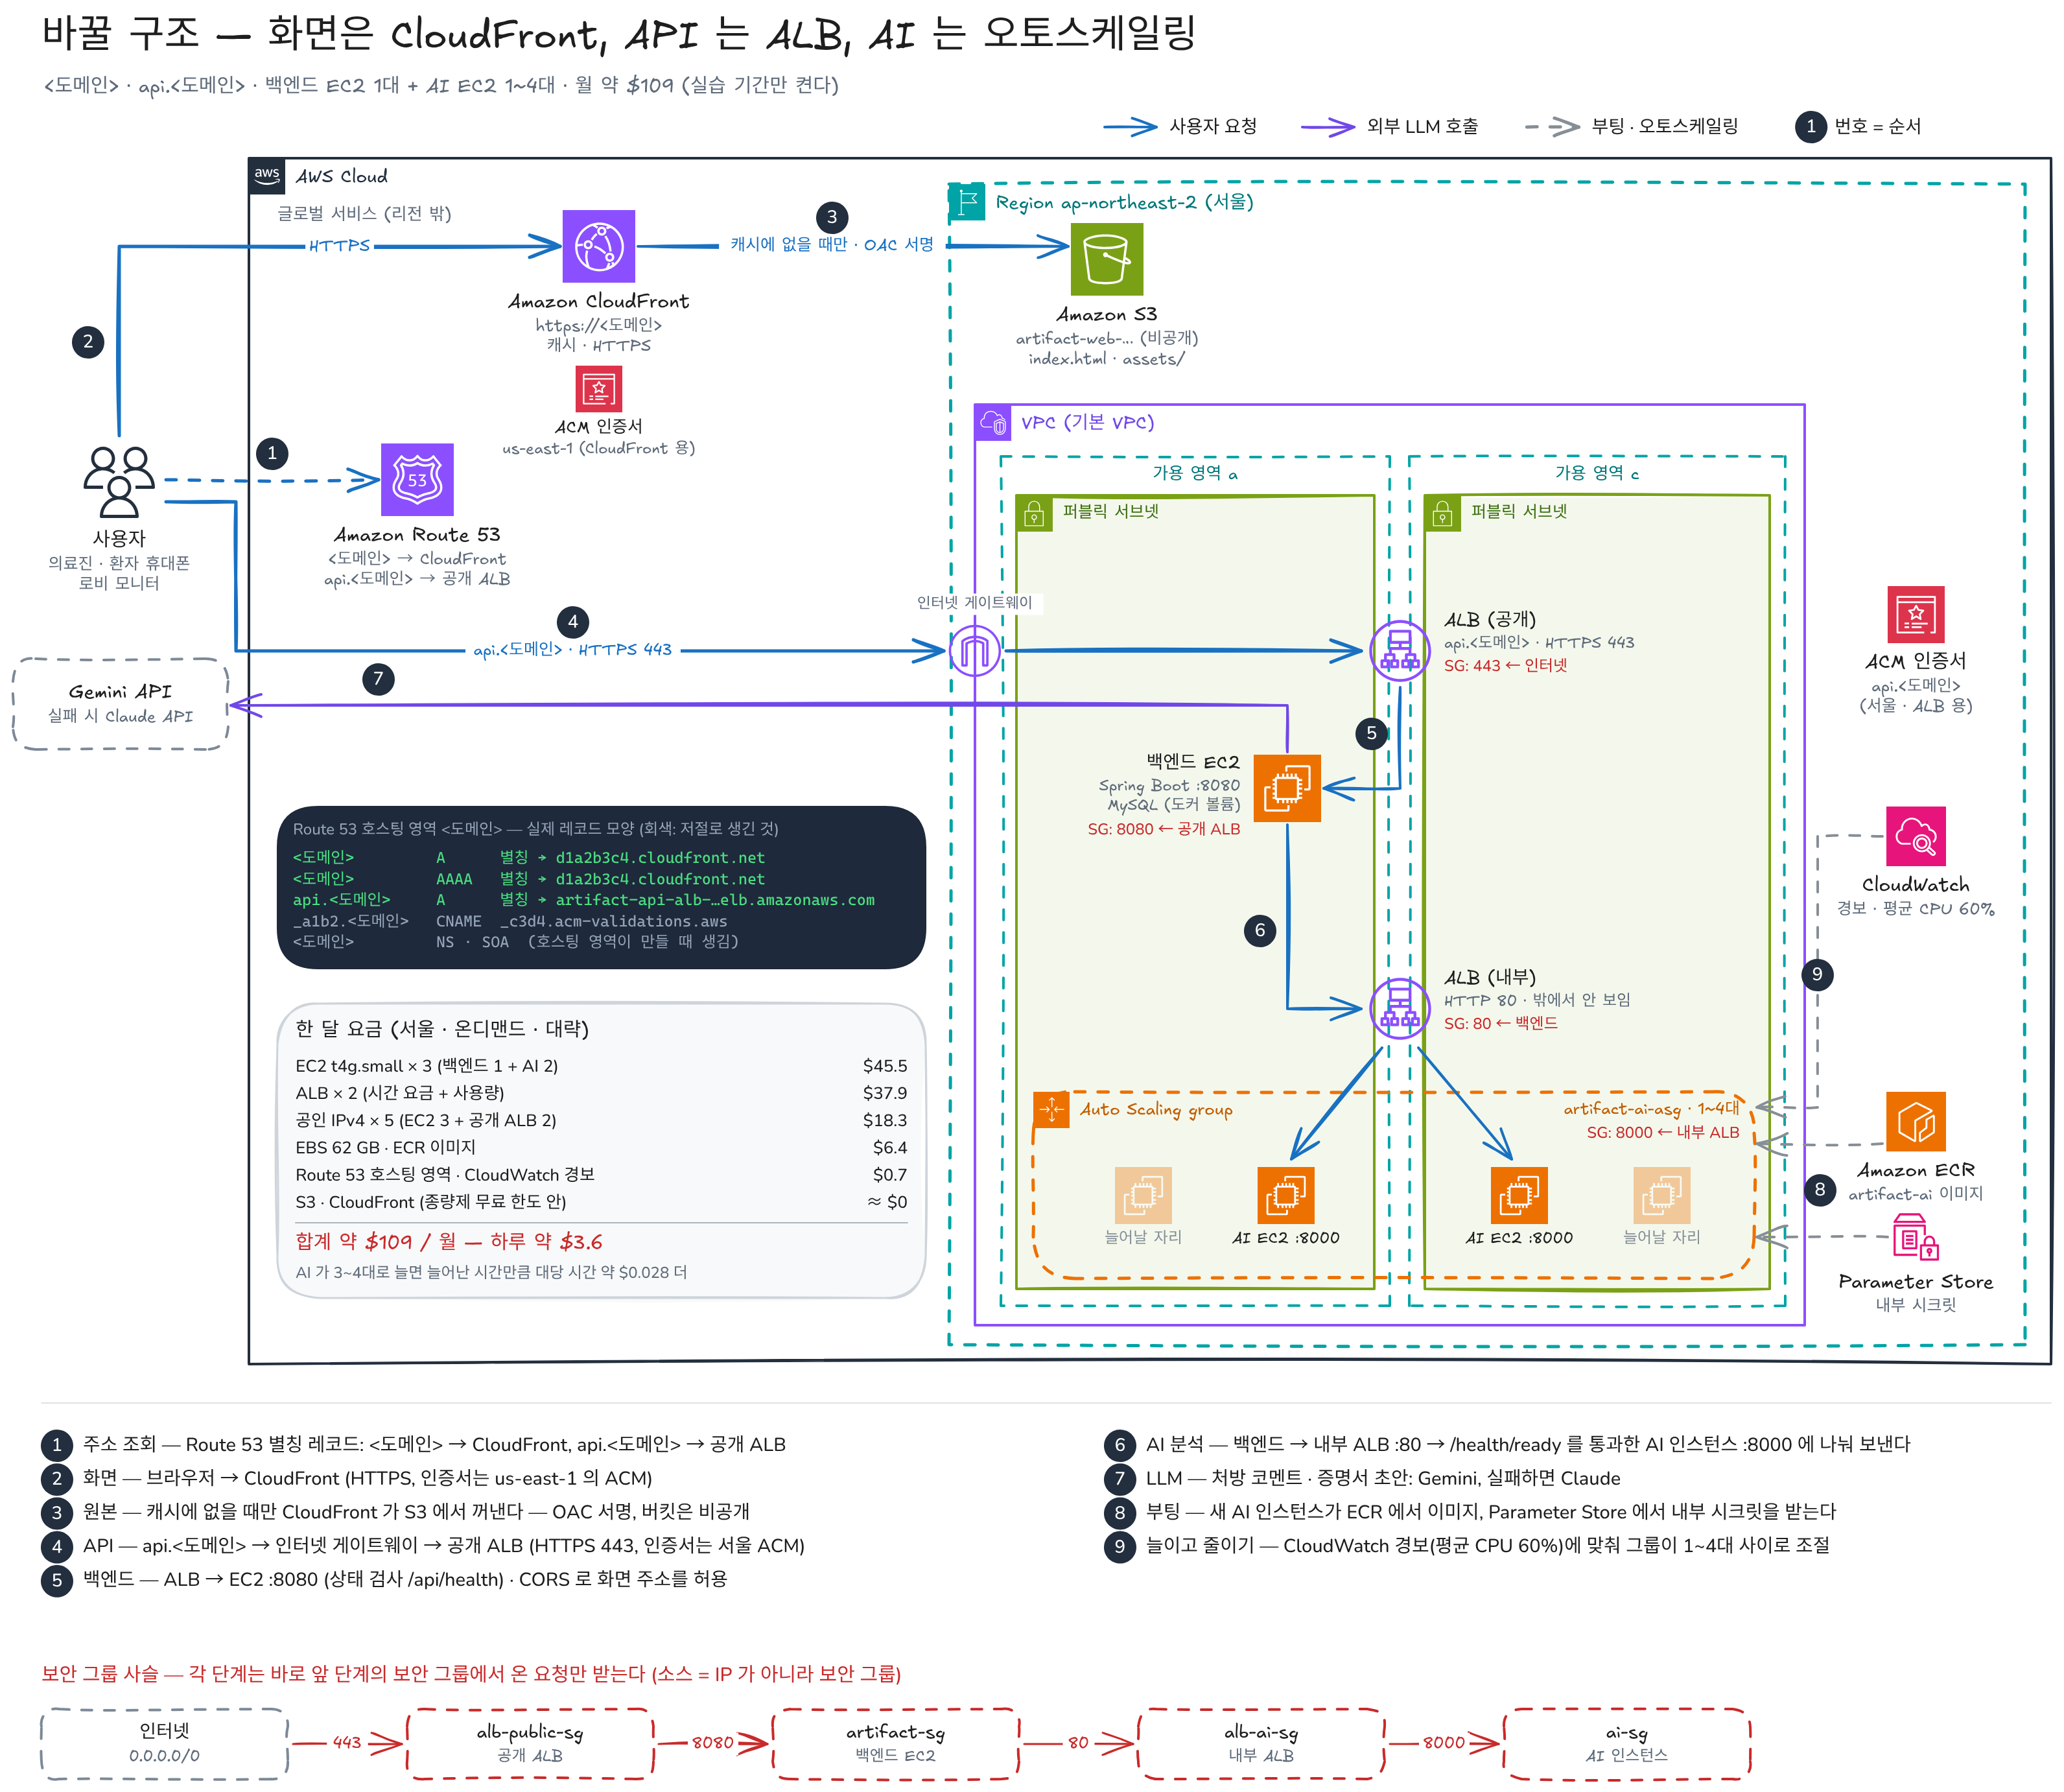 바꿀 구조 — 화면은 CloudFront, API 는 ALB, AI 는 오토스케일링
<도메인> · api.<도메인> · 백엔드 EC2 1대 + AI EC2 1~4대 · 월 약 $109 (실습 기간만 켠다)
사용자 요청
외부 LLM 호출
부팅 · 오토스케일링
1 번호 = 순서
aws AWS Cloud
글로벌 서비스 (리전 밖)
Region ap-northeast-2 (서울)
HTTPS
3
캐시에 없을 때만 · OAC 서명
Amazon CloudFront
https://<도메인>
캐시 · HTTPS
Amazon S3
artifact-web-... (비공개)
index.html · assets/
2
ACM 인증서
us-east-1 (CloudFront 용)
1
53
Amazon Route 53
<도메인> → CloudFront
api.<도메인> → 공개 ALB
사용자
의료진 · 환자 휴대폰
로비 모니터
VPC (기본 VPC)
가용 영역 a
가용 영역 c
퍼블릭 서브넷
퍼블릭 서브넷
인터넷 게이트웨이
4
api.<도메인> · HTTPS 443
ALB (공개)
api.<도메인> · HTTPS 443
SG: 443 ← 인터넷
ACM 인증서
api.<도메인>
(서울 · ALB 용)
7
Gemini API
실패 시 Claude API
5
백엔드 EC2
Spring Boot :8080
MySQL (도커 볼륨)
SG: 8080 ← 공개 ALB
CloudWatch
경보 · 평균 CPU 60%
6
9
Route 53 호스팅 영역 <도메인> — 실제 레코드 모양 (회색: 저절로 생긴 것)
<도메인> A 별칭 → d1a2b3c4.cloudfront.net
<도메인> AAAA 별칭 → d1a2b3c4.cloudfront.net
api.<도메인> A 별칭 → artifact-api-alb-…elb.amazonaws.com
_a1b2.<도메인> CNAME _c3d4.acm-validations.aws
<도메인> NS · SOA (호스팅 영역이 만들 때 생김)
ALB (내부)
HTTP 80 · 밖에서 안 보임
SG: 80 ← 백엔드
한 달 요금 (서울 · 온디맨드 · 대략)
EC2 t4g.small × 3 (백엔드 1 + AI 2) $45.5
ALB × 2 (시간 요금 + 사용량) $37.9
공인 IPv4 × 5 (EC2 3 + 공개 ALB 2) $18.3
EBS 62 GB · ECR 이미지 $6.4
Route 53 호스팅 영역 · CloudWatch 경보 $0.7
S3 · CloudFront (종량제 무료 한도 안) ≈ $0
합계 약 $109 / 월 — 하루 약 $3.6
AI 가 3~4대로 늘면 늘어난 시간만큼 대당 시간 약 $0.028 더
Auto Scaling group
artifact-ai-asg · 1~4대
SG: 8000 ← 내부 ALB
늘어날 자리
AI EC2 :8000
AI EC2 :8000
늘어날 자리
Amazon ECR
artifact-ai 이미지
8
Parameter Store
내부 시크릿
1 주소 조회 — Route 53 별칭 레코드: <도메인> → CloudFront, api.<도메인> → 공개 ALB
2 화면 — 브라우저 → CloudFront (HTTPS, 인증서는 us-east-1 의 ACM)
3 원본 — 캐시에 없을 때만 CloudFront 가 S3 에서 꺼낸다 — OAC 서명, 버킷은 비공개
4 API — api.<도메인> → 인터넷 게이트웨이 → 공개 ALB (HTTPS 443, 인증서는 서울 ACM)
5 백엔드 — ALB → EC2 :8080 (상태 검사 /api/health) · CORS 로 화면 주소를 허용
6 AI 분석 — 백엔드 → 내부 ALB :80 → /health/ready 를 통과한 AI 인스턴스 :8000 에 나눠 보낸다
7 LLM — 처방 코멘트 · 증명서 초안: Gemini, 실패하면 Claude
8 부팅 — 새 AI 인스턴스가 ECR 에서 이미지, Parameter Store 에서 내부 시크릿을 받는다
9 늘이고 줄이기 — CloudWatch 경보(평균 CPU 60%)에 맞춰 그룹이 1~4대 사이로 조절
보안 그룹 사슬 — 각 단계는 바로 앞 단계의 보안 그룹에서 온 요청만 받는다 (소스 = IP 가 아니라 보안 그룹)
인터넷
0.0.0.0/0
443
alb-public-sg
공개 ALB
8080
artifact-sg
백엔드 EC2
80
alb-ai-sg
내부 ALB
8000
ai-sg
AI 인스턴스